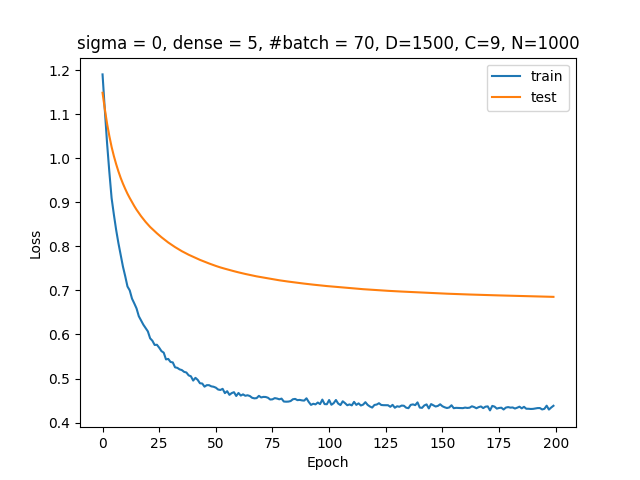 sigma = 0, dense = 5, #batch = 70, D=1500, C=9, N=1000
train
test
Loss
1.2
1.1
1.0
0.9
0.8
0.7
0.6
0.5
0.4
0 25 50 75 100 125 150 175 200
Epoch